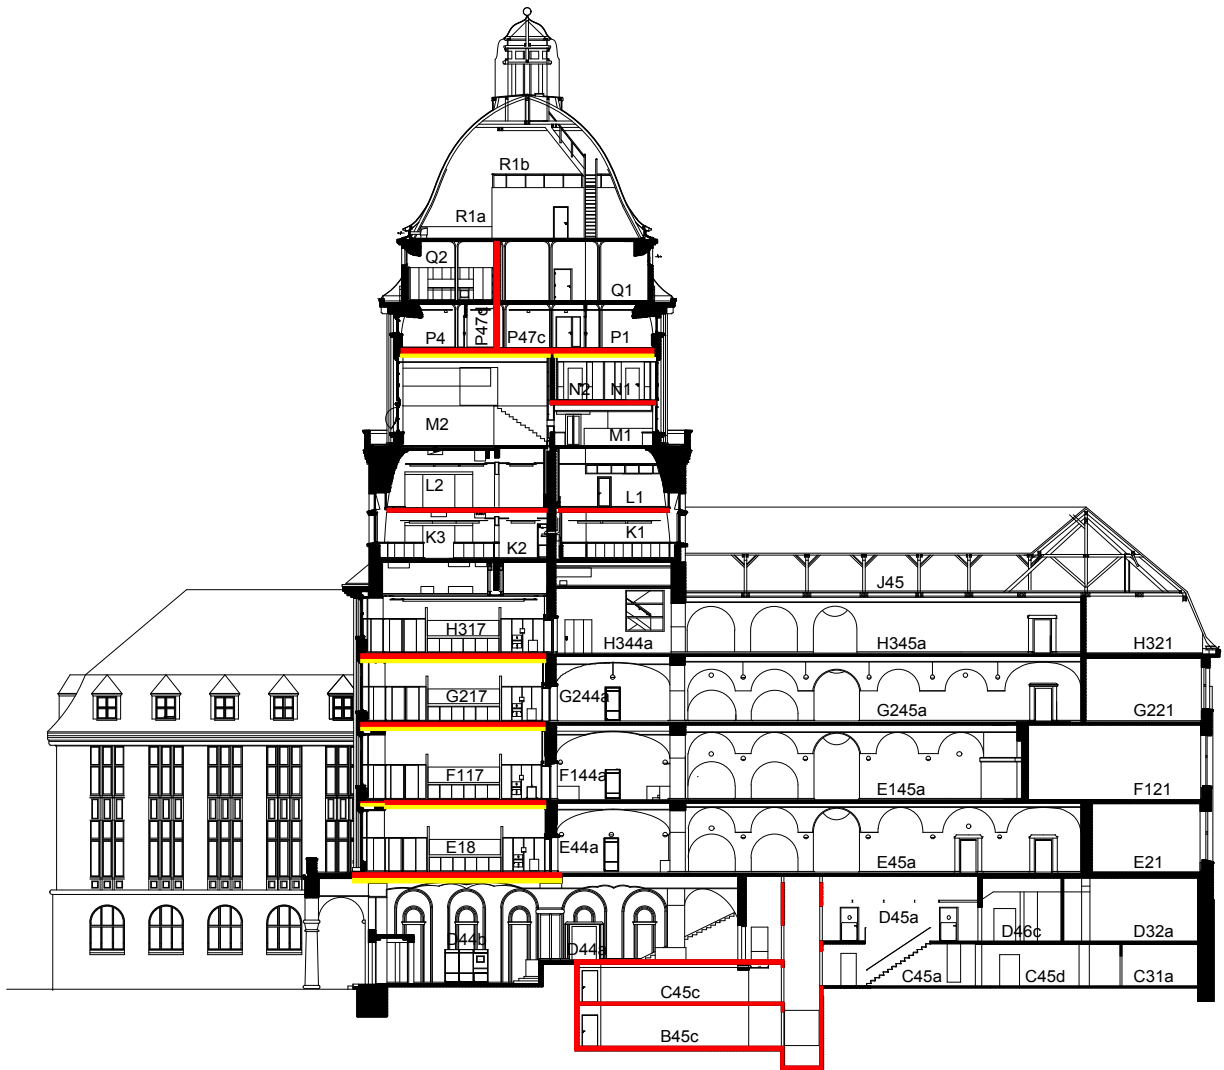 R1b
R1a
Q2
Q1
P4
P47d
P47c
P1
N2
N1
M2
M1
L2
L1
K3
K2
K1
J45
H317
H344a
H345a
H321
G217
G244a
G245a
G221
F117
F144a
E145a
F121
E18
E44a
E45a
E21
D44b
D44a
D45a
D46c
D32a
C45c
C45a
C45d
C31a
B45c